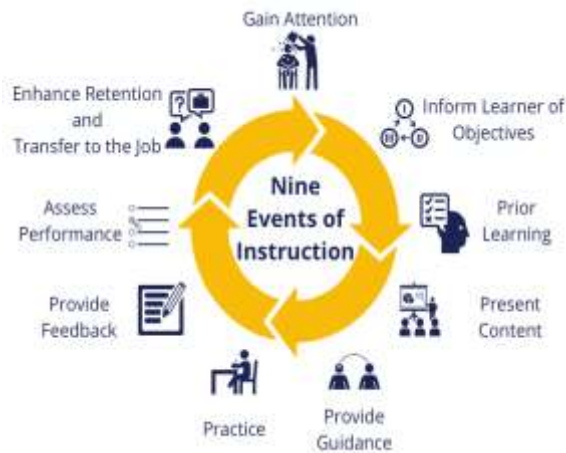 Gain Attention
Inform Learner of
Objectives
Prior
Learning
Present
Content
Provide
Guidance
Practice
Provide
Feedback
Assess
Performance
Enhance Retention
and
Transfer to the Job
Nine
Events of
Instruction